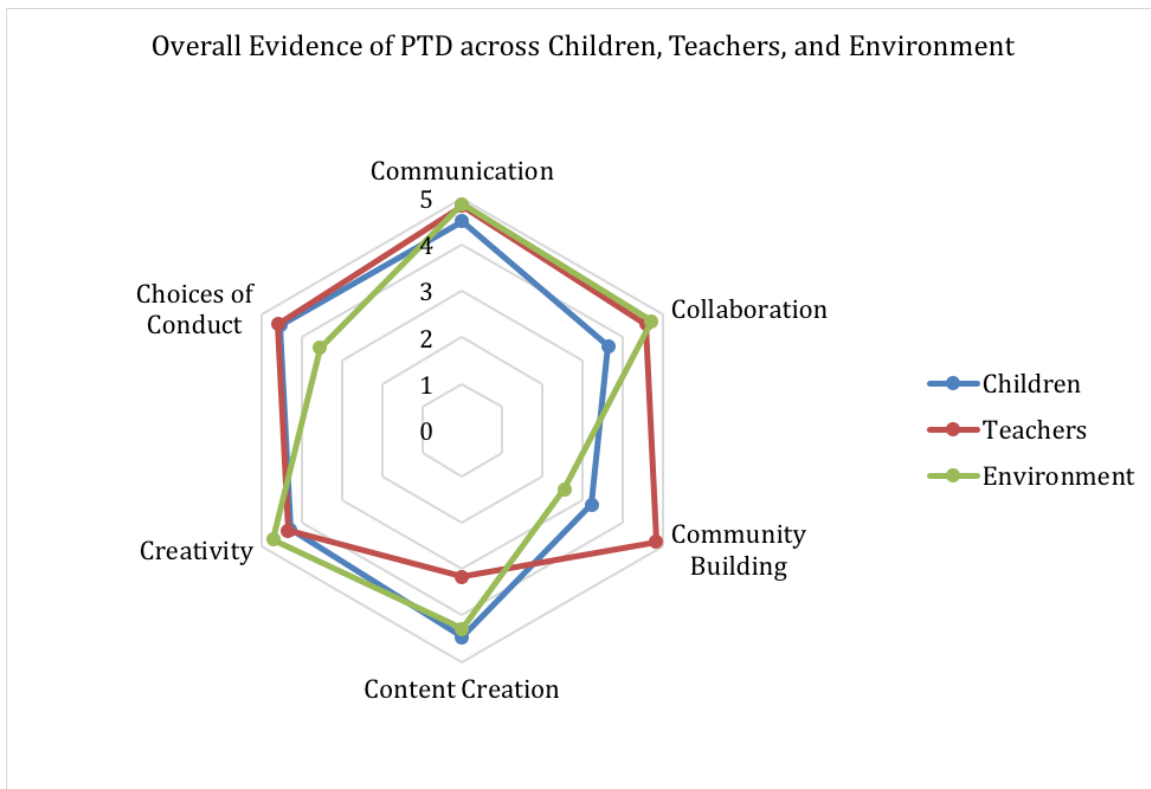 Overall Evidence of PTD across Children, Teachers, and Environment
Communication
5
4
3
2
1
0
Choices of
Conduct
Collaboration
Children
Teachers
Environment
Creativity
Community
Building
Content Creation